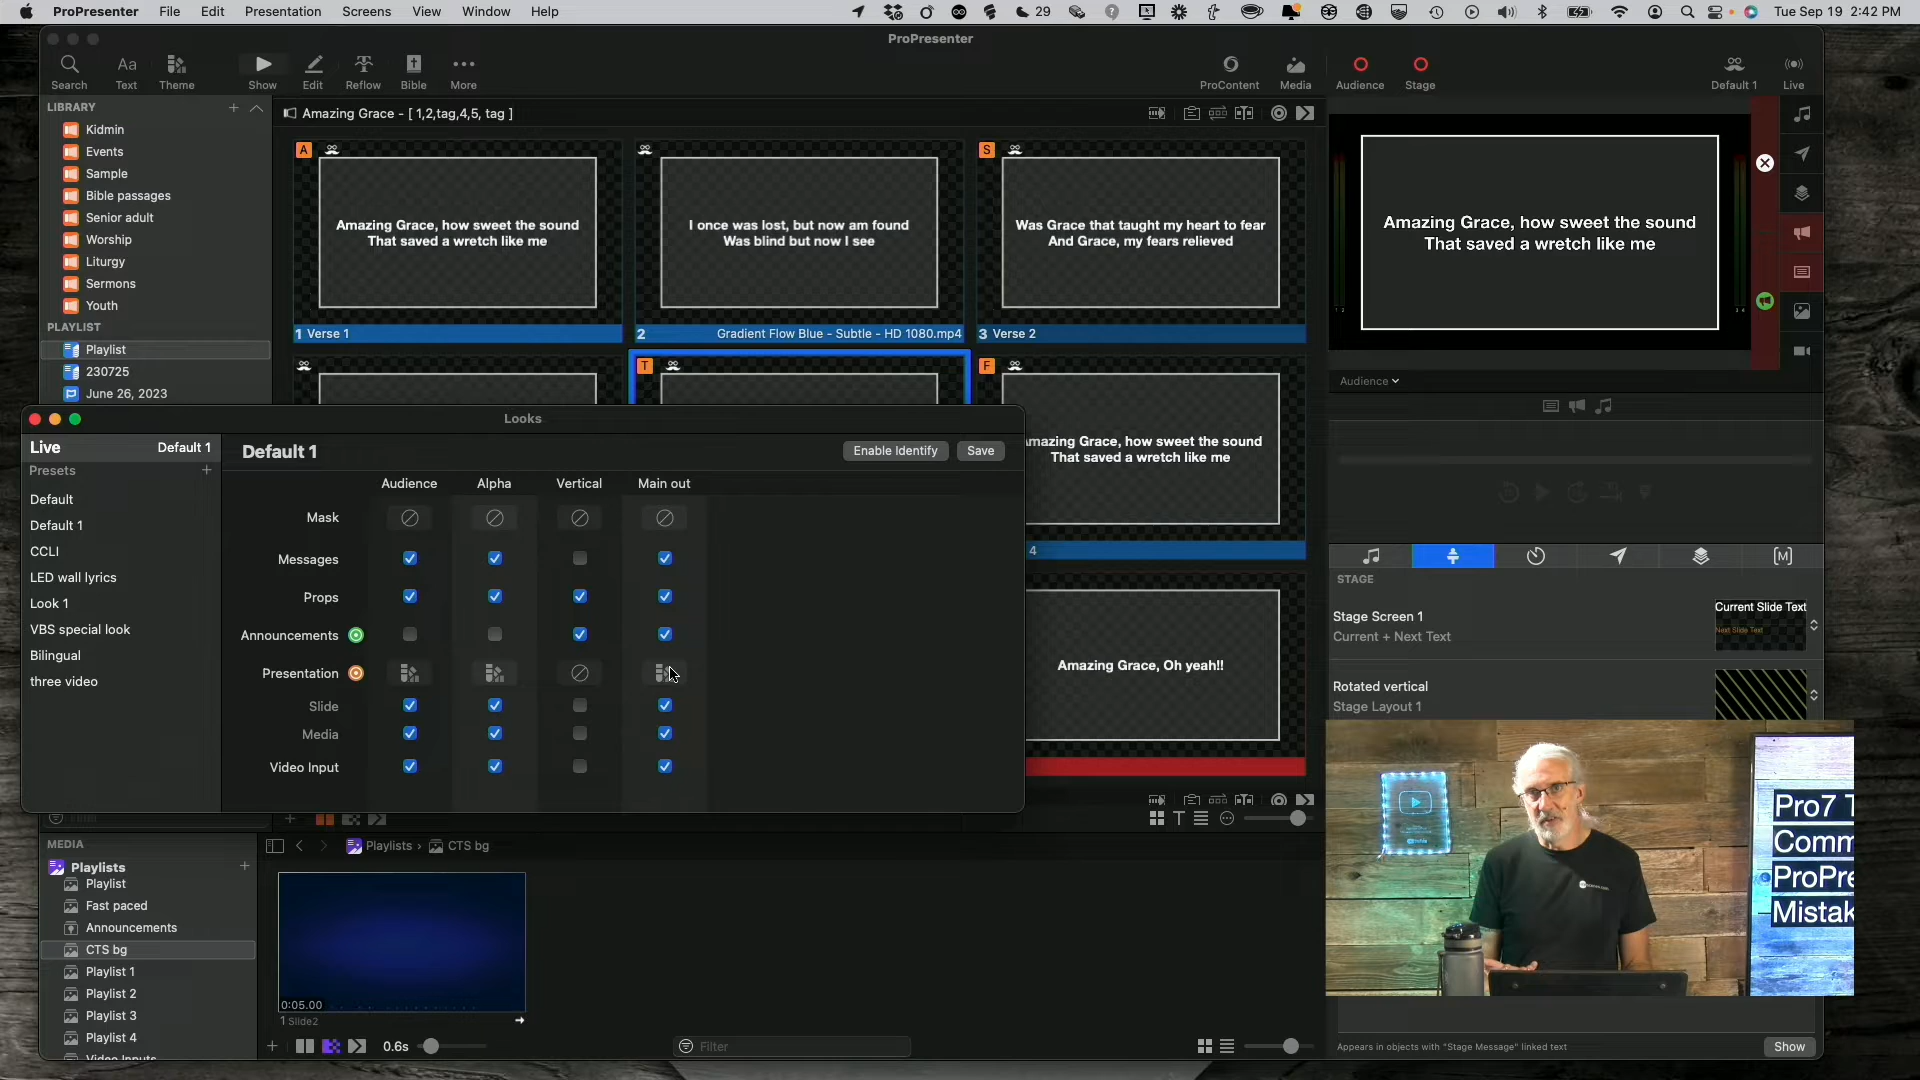 ProPresenter File Edit Presentation Screens View Window Help
29
Tue Sep 19 2:42 PM
ProPresenter
Search
Text
Theme
Show
Edit
Reflow
Bible
More
ProContent
Media
Audience
Stage
Default 1
Live
LIBRARY
Kidmin
Events
Sample
Bible passages
Senior adult
Worship
Liturgy
Sermons
Youth
PLAYLIST
Playlist
230725
June 26, 2023
Amazing Grace - [ 1,2,tag,4,5, tag ]
A
Amazing Grace, how sweet the sound
That saved a wretch like me
1 Verse 1
I once was lost, but now am found
Was blind but now I see
2 Gradient Flow Blue - Subtle - HD 1080.mp4
S
Was Grace that taught my heart to fear
And Grace, my fears relieved
3 Verse 2
T
F
mazing Grace, how sweet the sound
That saved a wretch like me
4
Amazing Grace, Oh yeah!!
Amazing Grace, how sweet the sound
That saved a wretch like me
Audience
Looks
Live Default 1
Presets
Default
Default 1
CCLI
LED wall lyrics
Look 1
VBS special look
Bilingual
three video
Default 1
Enable Identify
Save
Audience Alpha Vertical Main out
Mask
Messages
Props
Announcements
Presentation
Slide
Media
Video Input
STAGE
Stage Screen 1
Current + Next Text
Current Slide Text
Next Slide Text
Rotated vertical
Stage Layout 1
MEDIA
Playlists
Playlist
Fast paced
Announcements
CTS bg
Playlist 1
Playlist 2
Playlist 3
Playlist 4
Video Inputs
Playlists › CTS bg
0:05.00
1 Slide2
0.6s
Filter
Pro7 T
Comm
ProPre
Mistak
Appears in objects with "Stage Message" linked text
Show